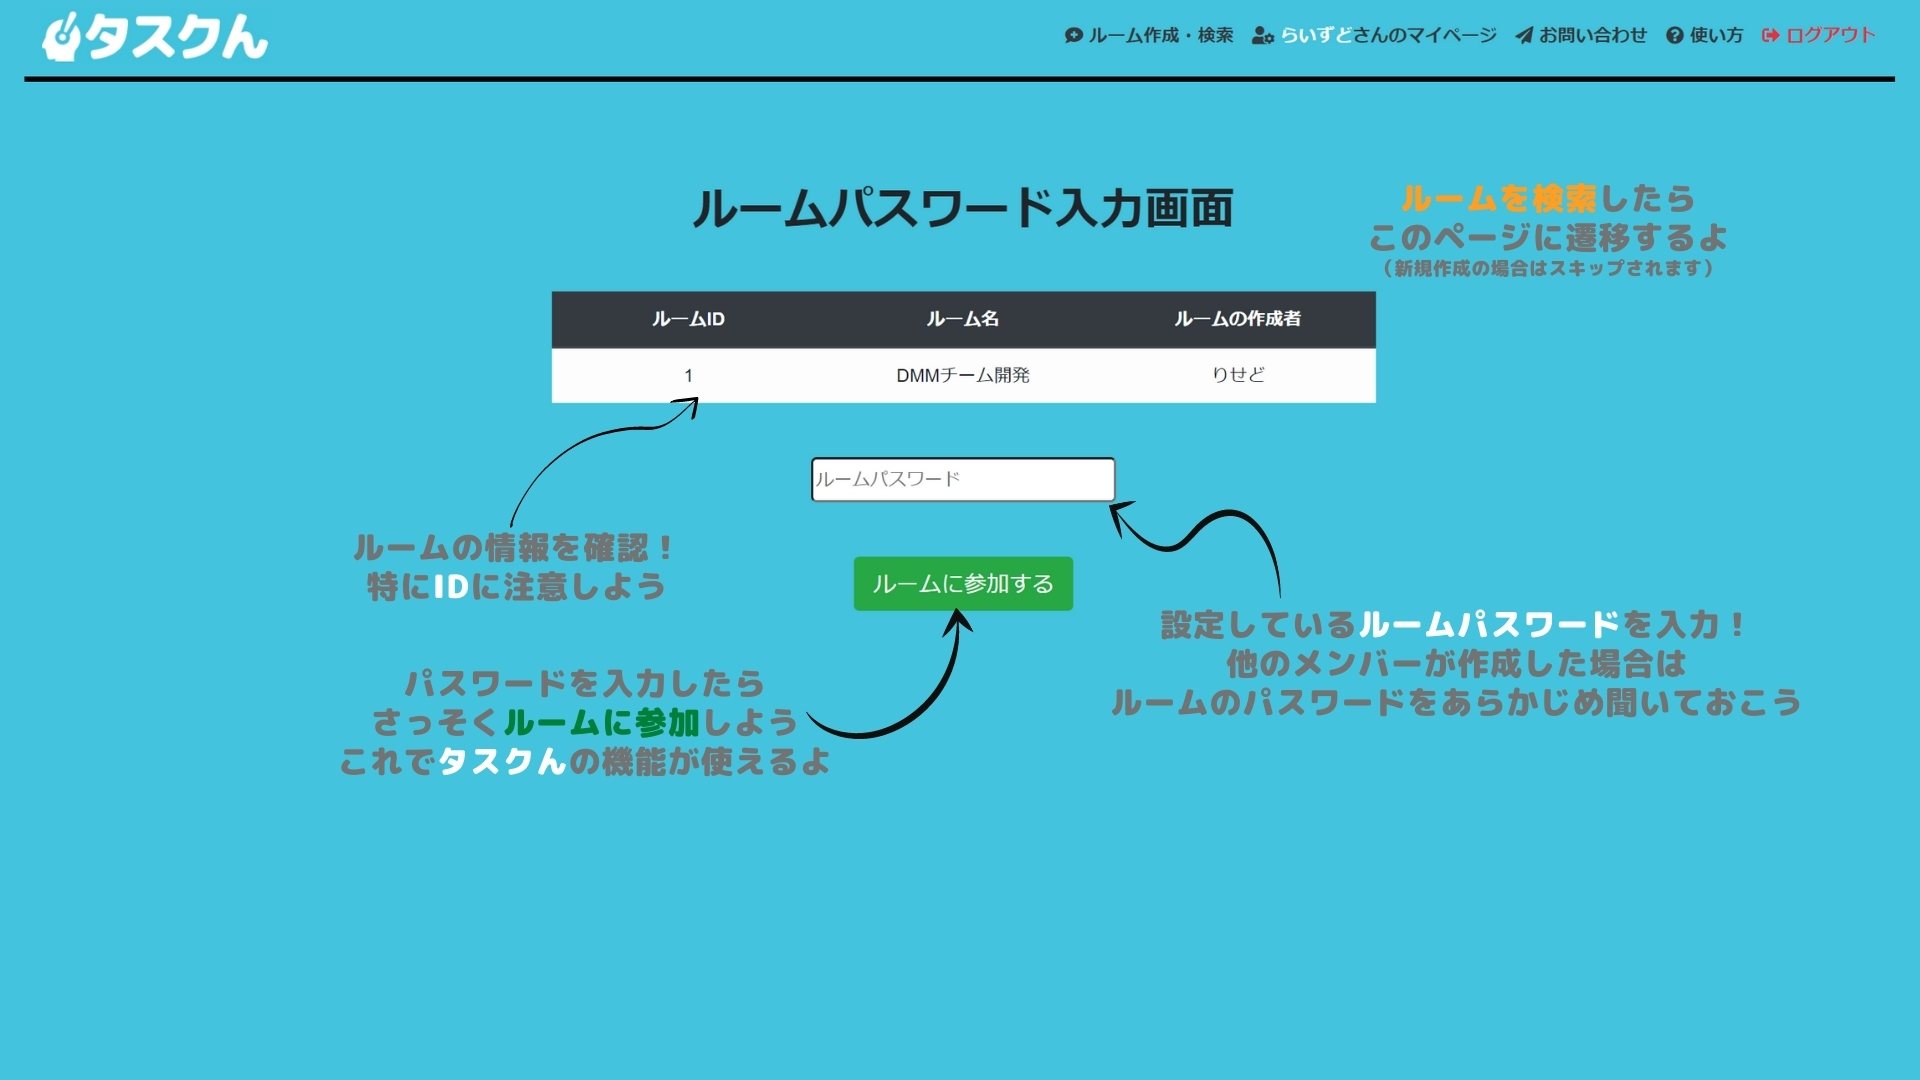 タスクん
ルーム作成・検索 らいずどさんのマイページ お問い合わせ 使い方 ログアウト
ルームパスワード入力画面
ルームを検索したら
このページに遷移するよ
（新規作成の場合はスキップされます）
ルームID ルーム名 ルームの作成者
1 DMMチーム開発 りせど
ルームパスワード
ルームの情報を確認！
特にIDに注意しよう
ルームに参加する
設定しているルームパスワードを入力！
他のメンバーが作成した場合は
ルームのパスワードをあらかじめ聞いておこう
パスワードを入力したら
さっそくルームに参加しよう
これでタスクんの機能が使えるよ